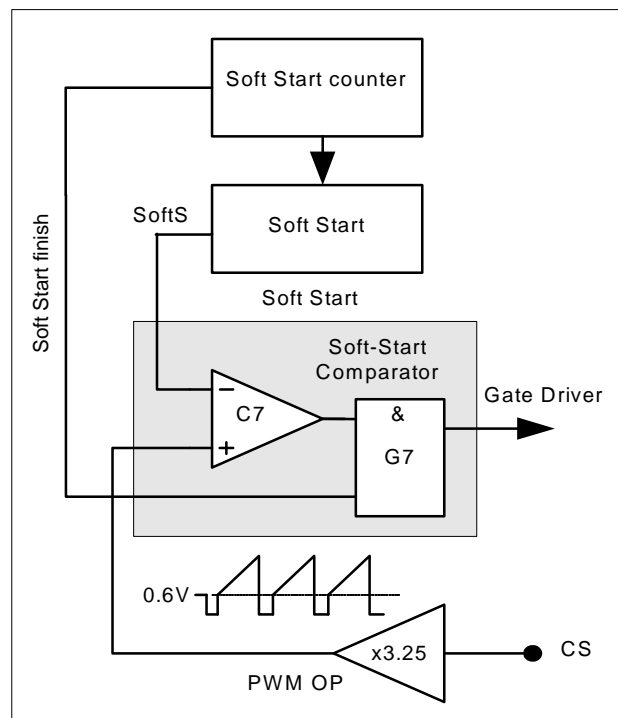 Soft Start counter
Soft Start finish
SoftS
Soft Start
Soft Start
Soft-Start
Comparator
Gate Driver
−
C7
+
&
G7
0.6V
x3.25
CS
PWM OP